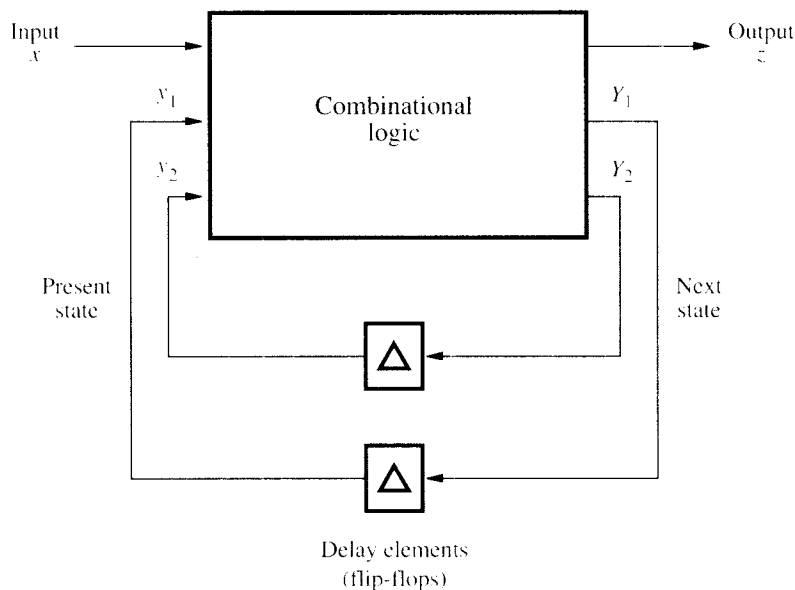 Input
x
Output
z
y₁
Combinational
logic
Y₁
y₂
Y₂
Present
state
Next
state
Δ
Δ
Delay elements
(flip-flops)